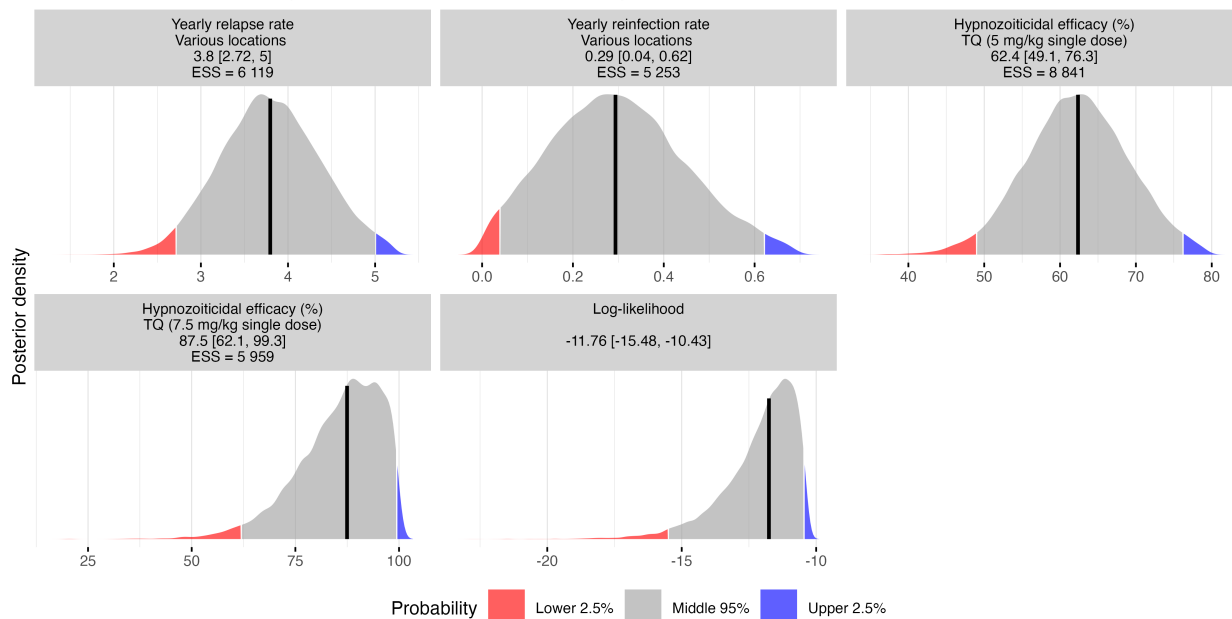 Yearly relapse rate
Various locations
3.8 [2.72, 5]
ESS = 6 119
Yearly reinfection rate
Various locations
0.29 [0.04, 0.62]
ESS = 5 253
Hypnozoiticidal efficacy (%)
TQ (5 mg/kg single dose)
62.4 [49.1, 76.3]
ESS = 8 841
2 3 4 5
0.0 0.2 0.4 0.6
40 50 60 70 80
Posterior density
Hypnozoiticidal efficacy (%)
TQ (7.5 mg/kg single dose)
87.5 [62.1, 99.3]
ESS = 5 959
Log-likelihood
-11.76 [-15.48, -10.43]
25 50 75 100
-20 -15 -10
Probability Lower 2.5% Middle 95% Upper 2.5%